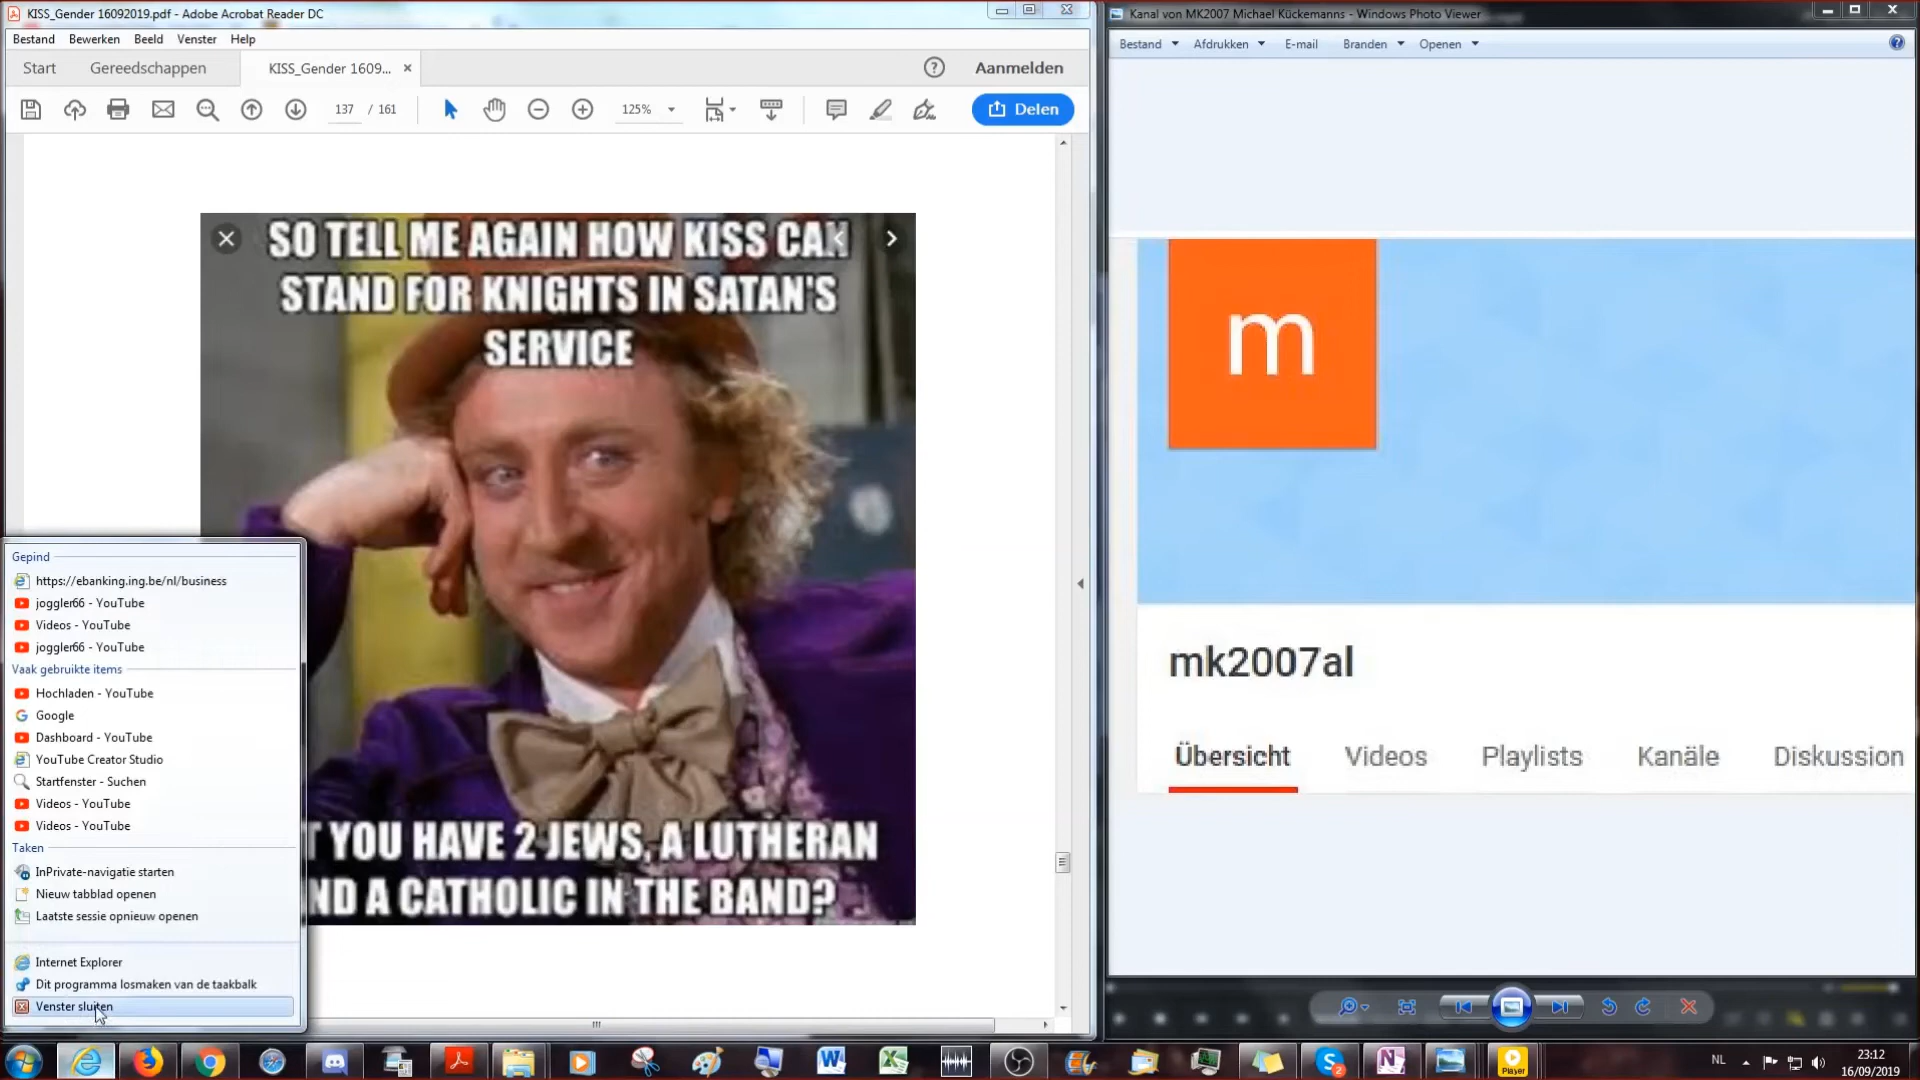 KISS_Gender 16092019.pdf - Adobe Acrobat Reader DC
Bestand Bewerken Beeld Venster Help
Start Gereedschappen KISS_Gender 1609... Aanmelden
137 / 161 125% Delen
SO TELL ME AGAIN HOW KISS CAN
STAND FOR KNIGHTS IN SATAN'S
SERVICE
YOU HAVE 2 JEWS, A LUTHERAN
A CATHOLIC IN THE BAND?
Gepind
https://ebanking.ing.be/nl/business
joggler66 - YouTube
Videos - YouTube
joggler66 - YouTube
Vaak gebruikte items
Hochladen - YouTube
Google
Dashboard - YouTube
YouTube Creator Studio
Startfenster - Suchen
Videos - YouTube
Videos - YouTube
Taken
InPrivate-navigatie starten
Nieuw tabblad openen
Laatste sessie opnieuw openen
Internet Explorer
Dit programma losmaken van de taakbalk
Venster sluiten
Kanal von MK2007 Michael Kückemanns - Windows Photo Viewer
Bestand Afdrukken E-mail Branden Openen
m
mk2007al
Übersicht Videos Playlists Kanäle Diskussion
Player
NL
23:12
16/09/2019